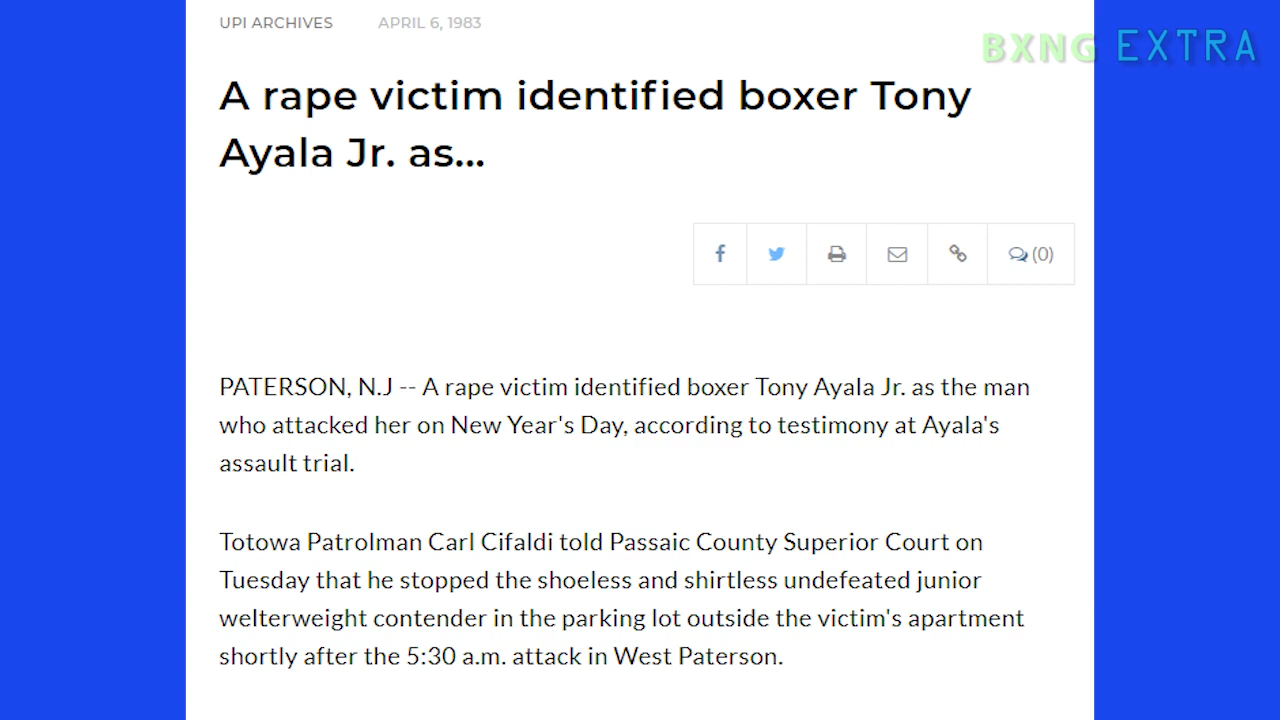 UPI ARCHIVES APRIL 6, 1983
BXNG EXTRA
A rape victim identified boxer Tony
Ayala Jr. as...
(0)
PATERSON, N.J -- A rape victim identified boxer Tony Ayala Jr. as the man
who attacked her on New Year's Day, according to testimony at Ayala's
assault trial.
Totowa Patrolman Carl Cifaldi told Passaic County Superior Court on
Tuesday that he stopped the shoeless and shirtless undefeated junior
welterweight contender in the parking lot outside the victim's apartment
shortly after the 5:30 a.m. attack in West Paterson.